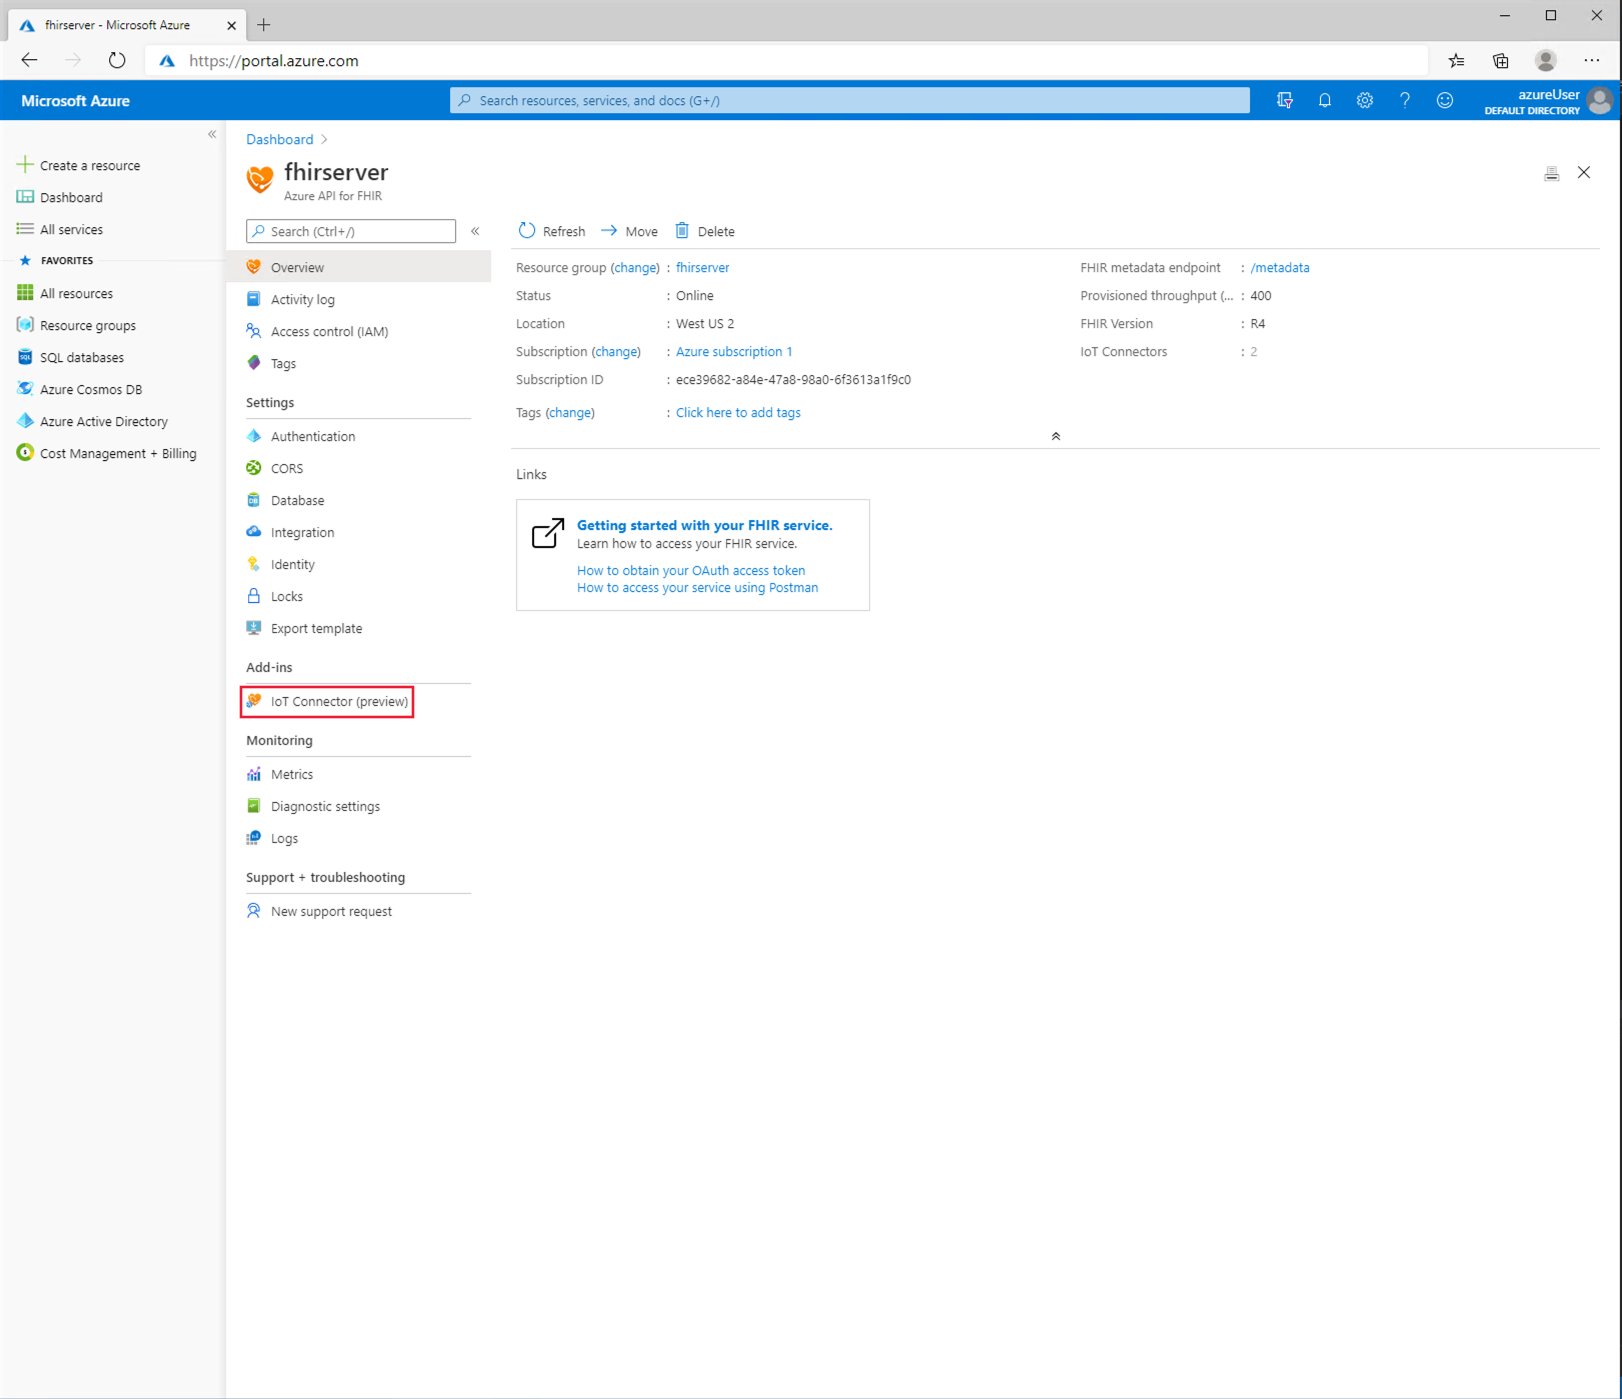 fhirserver - Microsoft Azure
https://portal.azure.com
Microsoft Azure
Search resources, services, and docs (G+/)
azureUser
DEFAULT DIRECTORY
Create a resource
Dashboard
All services
FAVORITES
All resources
Resource groups
SQL databases
Azure Cosmos DB
Azure Active Directory
Cost Management + Billing
Dashboard
fhirserver
Azure API for FHIR
Search (Ctrl+/)
Overview
Activity log
Access control (IAM)
Tags
Settings
Authentication
CORS
Database
Integration
Identity
Locks
Export template
Add-ins
IoT Connector (preview)
Monitoring
Metrics
Diagnostic settings
Logs
Support + troubleshooting
New support request
Refresh Move Delete
Resource group (change) : fhirserver
Status : Online
Location : West US 2
Subscription (change) : Azure subscription 1
Subscription ID : ece39682-a84e-47a8-98a0-6f3613a1f9c0
Tags (change) : Click here to add tags
FHIR metadata endpoint : /metadata
Provisioned throughput (... : 400
FHIR Version : R4
IoT Connectors : 2
Links
Getting started with your FHIR service.
Learn how to access your FHIR service.
How to obtain your OAuth access token
How to access your service using Postman